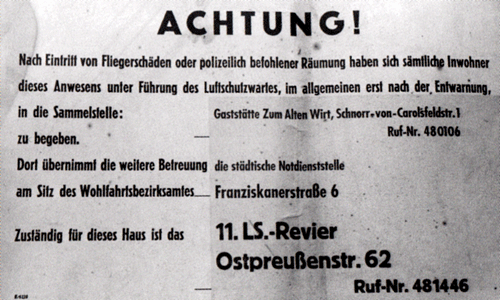 ACHTUNG!
Nach Eintritt von Fliegerschäden oder polizeilich befohlener Räumung haben sich sämtliche Inwohner
dieses Anwesens unter Führung des Luftschutzwartes, im allgemeinen erst nach der Entwarnung,
in die Sammelstelle: Gaststätte Zum Alten Wirt, Schnorr-von-Carolsfeldstr.1
zu begeben. Ruf-Nr. 480106
Dort übernimmt die weitere Betreuung die städtische Notdienststelle
am Sitz des Wohlfahrtsbezirksamtes Franziskanerstraße 6
Zuständig für dieses Haus ist das 11. LS.-Revier
Ostpreußenstr. 62
Ruf-Nr. 481446